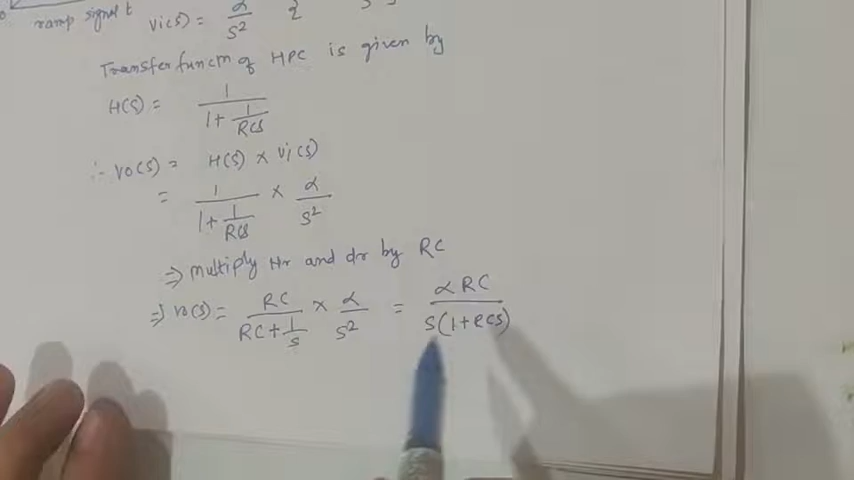 ramp signal t Vi(s) = α/S²
Transfer functn of HPC is given by
H(s) = 1/(1 + 1/RCS)
∴ Vo(s) = H(s) × Vi(s)
= 1/(1 + 1/RCS) × α/S²
⇒ Multiply Nr and dr by RC
⇒ Vo(s) = RC/(RC + 1/s) × α/S² = αRC/(S(1+RCS))